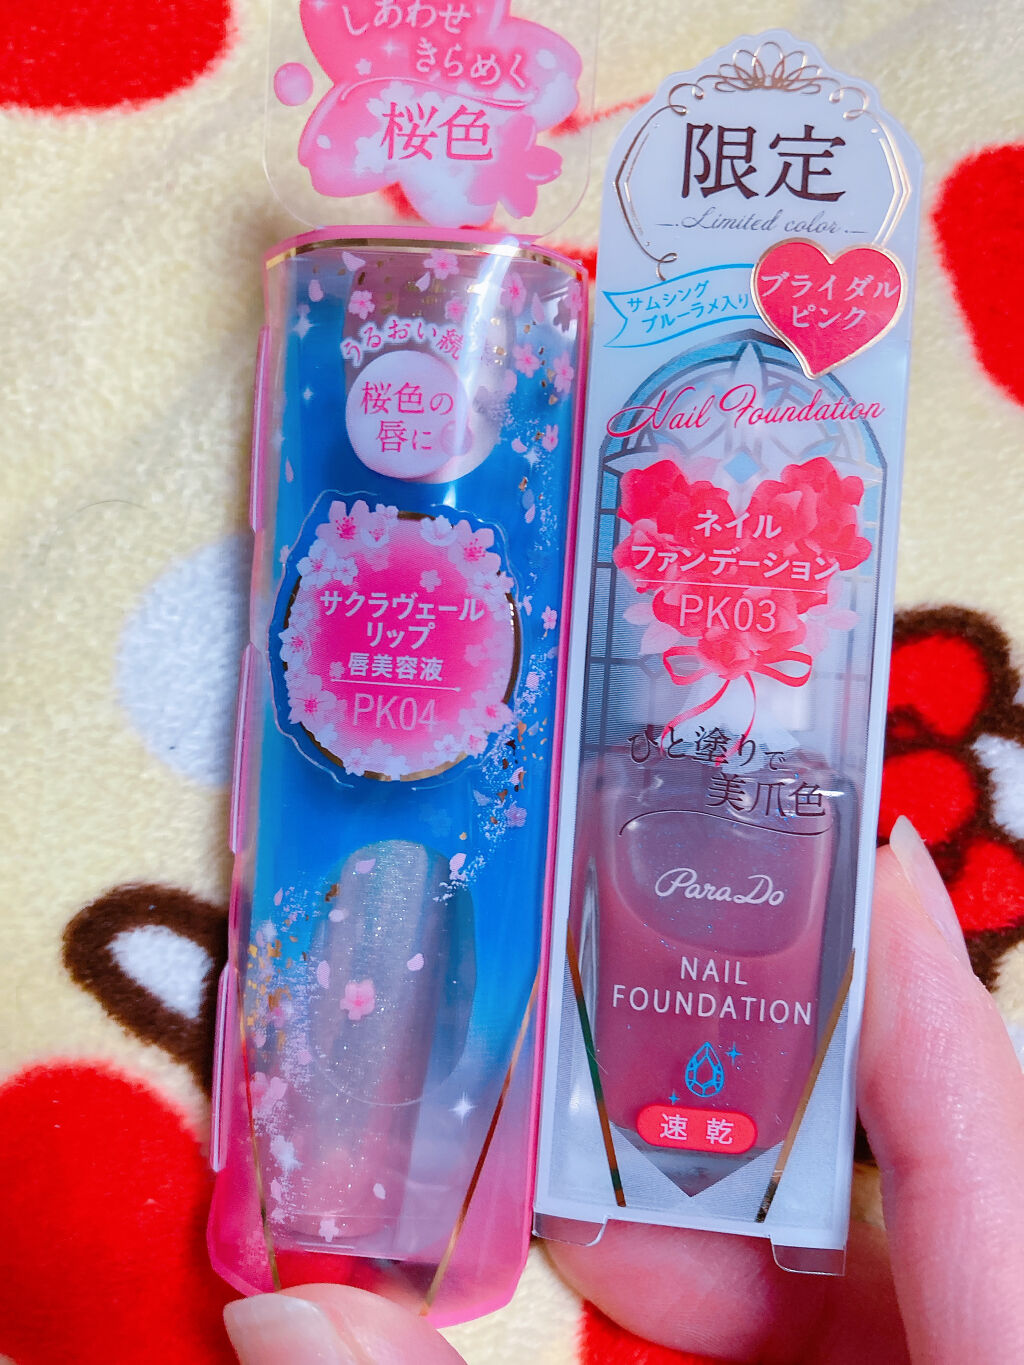 しあわせ
きらめく
桜色
うるおい続
桜色の
唇に
サクラヴェール
リップ
唇美容液
PK04
限定
Limited color
サムシング
ブルーラメ入り
ブライダル
ピンク
Nail Foundation
ネイル
ファンデーション
PK03
ひと塗りで
美爪色
ParaDo
NAIL
FOUNDATION
速乾